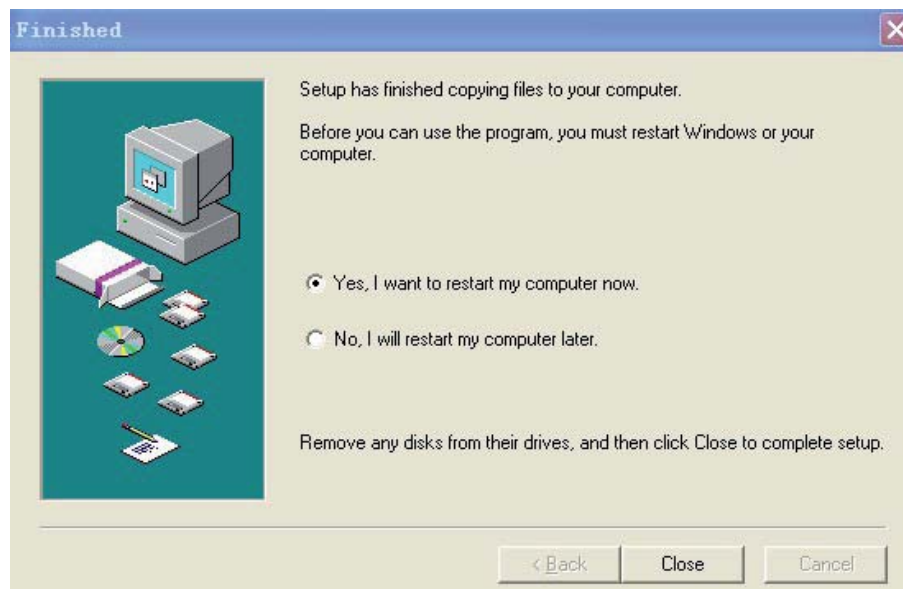 Finished
Setup has finished copying files to your computer.
Before you can use the program, you must restart Windows or your
computer.
Yes, I want to restart my computer now.
No, I will restart my computer later.
Remove any disks from their drives, and then click Close to complete setup.
< Back
Close
Cancel